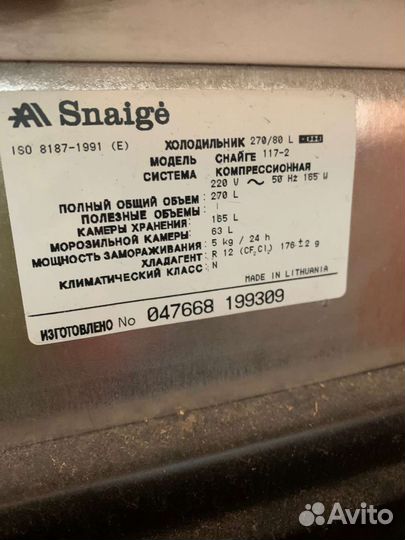 Snaigė
ISO 8187-1991 (E)
ХОЛОДИЛЬНИК 270/80 L
МОДЕЛЬ СНАЙГЕ 117-2
СИСТЕМА КОМПРЕССИОННАЯ
220 V ~ 50 Hz 165 W
ПОЛНЫЙ ОБЩИЙ ОБЪЕМ 270 L
ПОЛЕЗНЫЕ ОБЪЕМЫ
КАМЕРЫ ХРАНЕНИЯ 165 L
МОРОЗИЛЬНОЙ КАМЕРЫ 63 L
МОЩНОСТЬ ЗАМОРАЖИВАНИЯ 5 kg / 24 h
ХЛАДАГЕНТ R 12 (CF2Cl2) 176±2 g
КЛИМАТИЧЕСКИЙ КЛАСС N
MADE IN LITHUANIA
ИЗГОТОВЛЕНО No 047668 199309
Avito